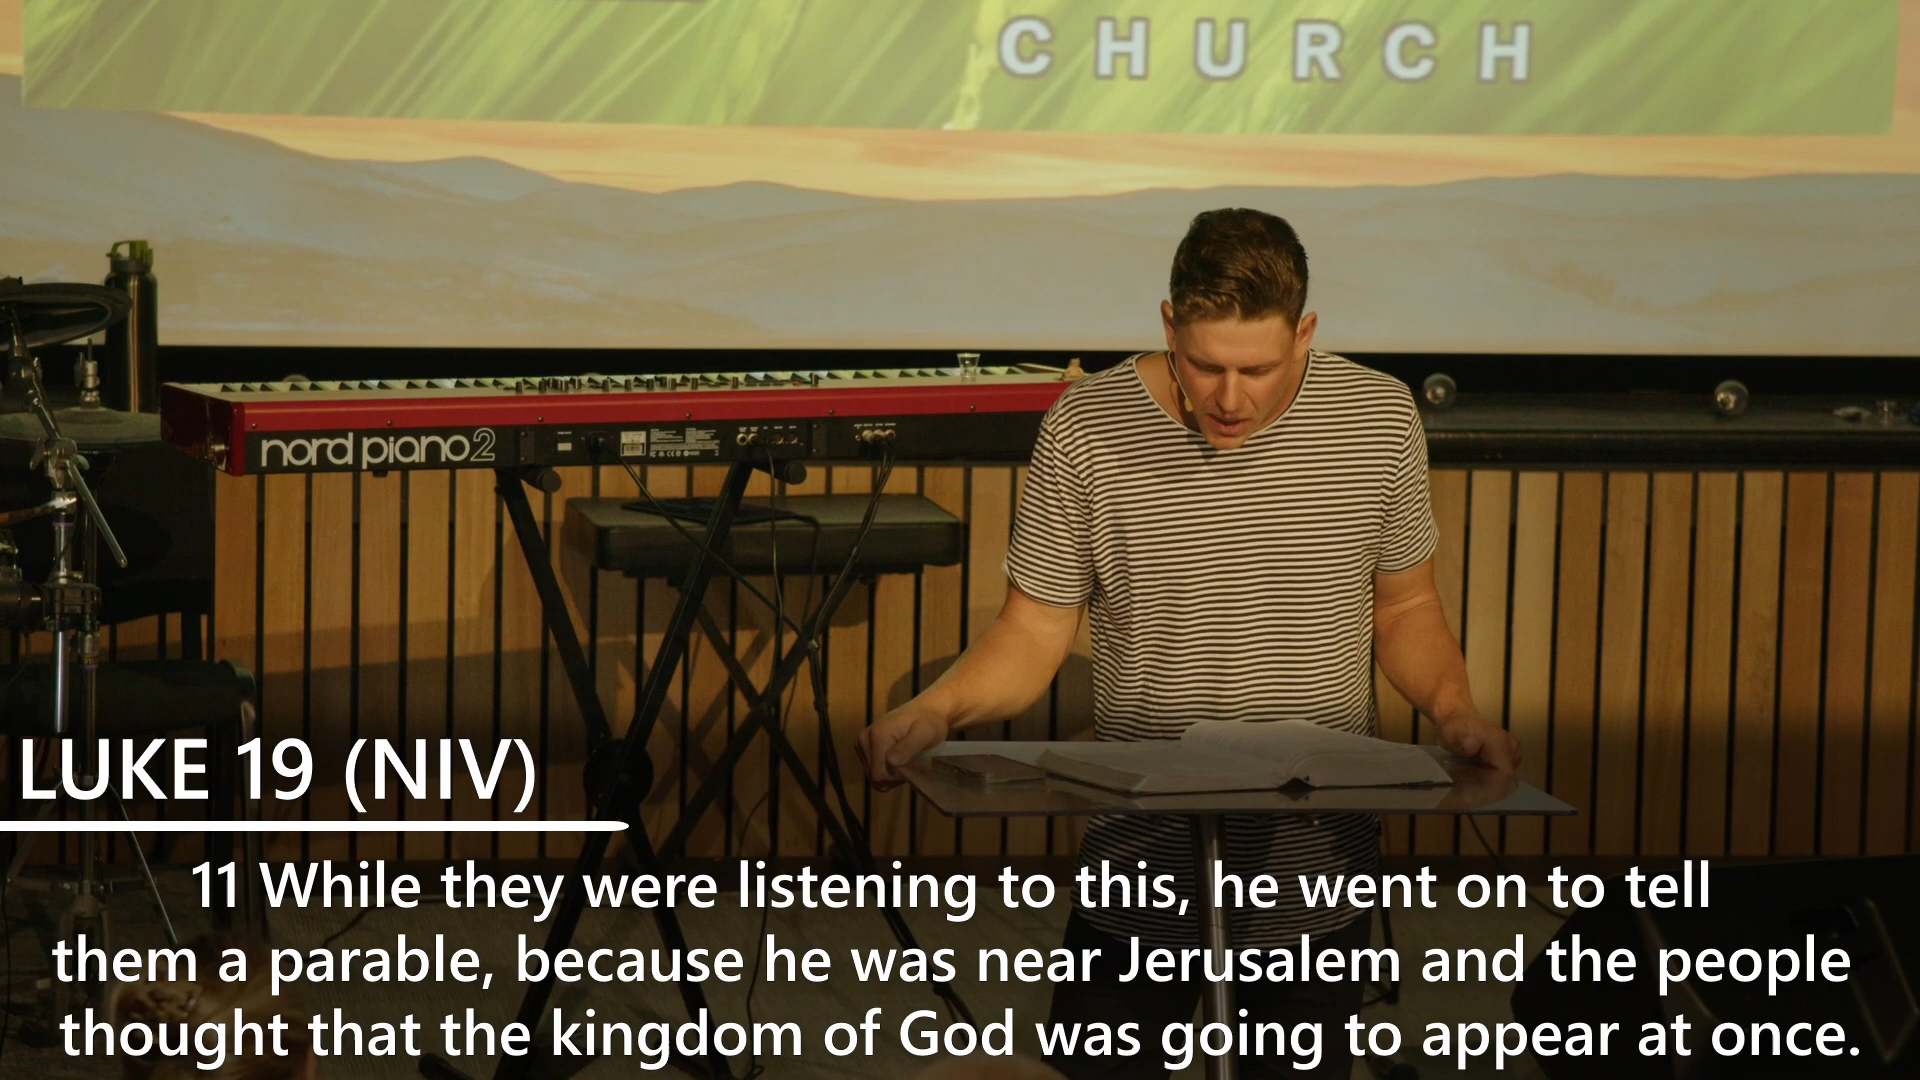 CHURCH
nord piano 2
LUKE 19 (NIV)
11 While they were listening to this, he went on to tell
them a parable, because he was near Jerusalem and the people
thought that the kingdom of God was going to appear at once.